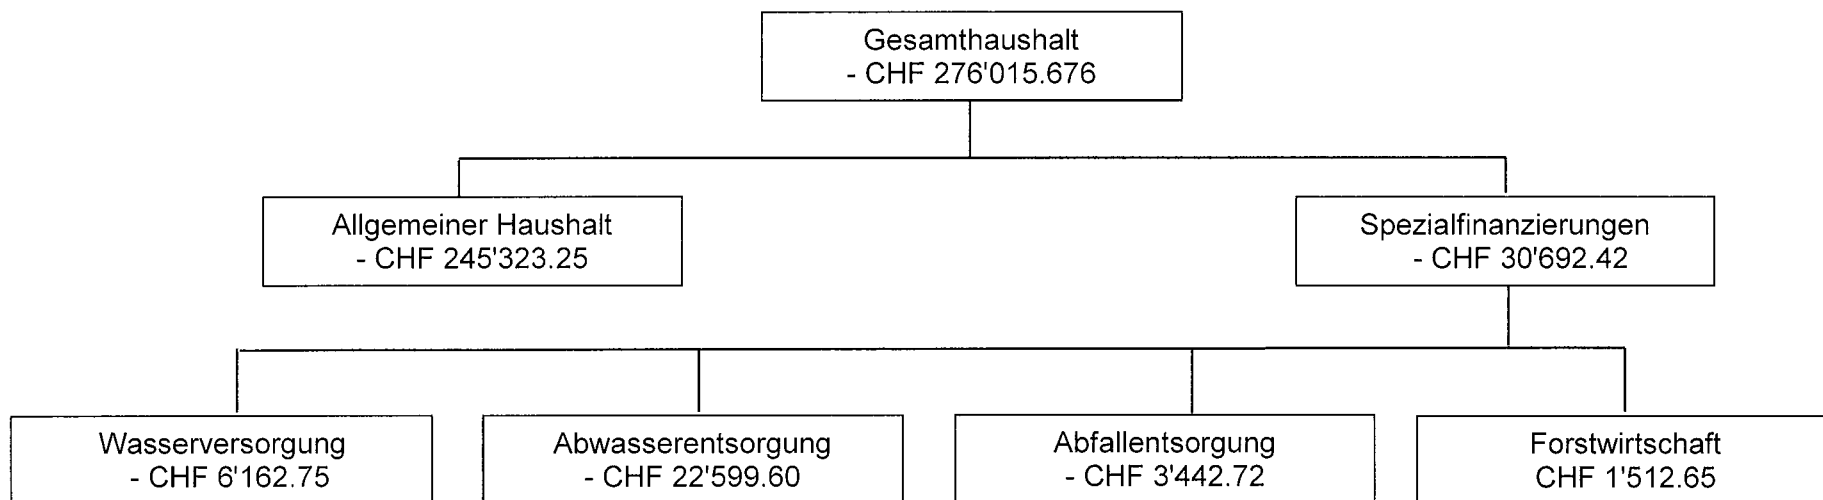 Gesamthaushalt
- CHF 276'015.676
Allgemeiner Haushalt
- CHF 245'323.25
Spezialfinanzierungen
- CHF 30'692.42
Wasserversorgung
- CHF 6'162.75
Abwasserentsorgung
- CHF 22'599.60
Abfallentsorgung
- CHF 3'442.72
Forstwirtschaft
CHF 1'512.65